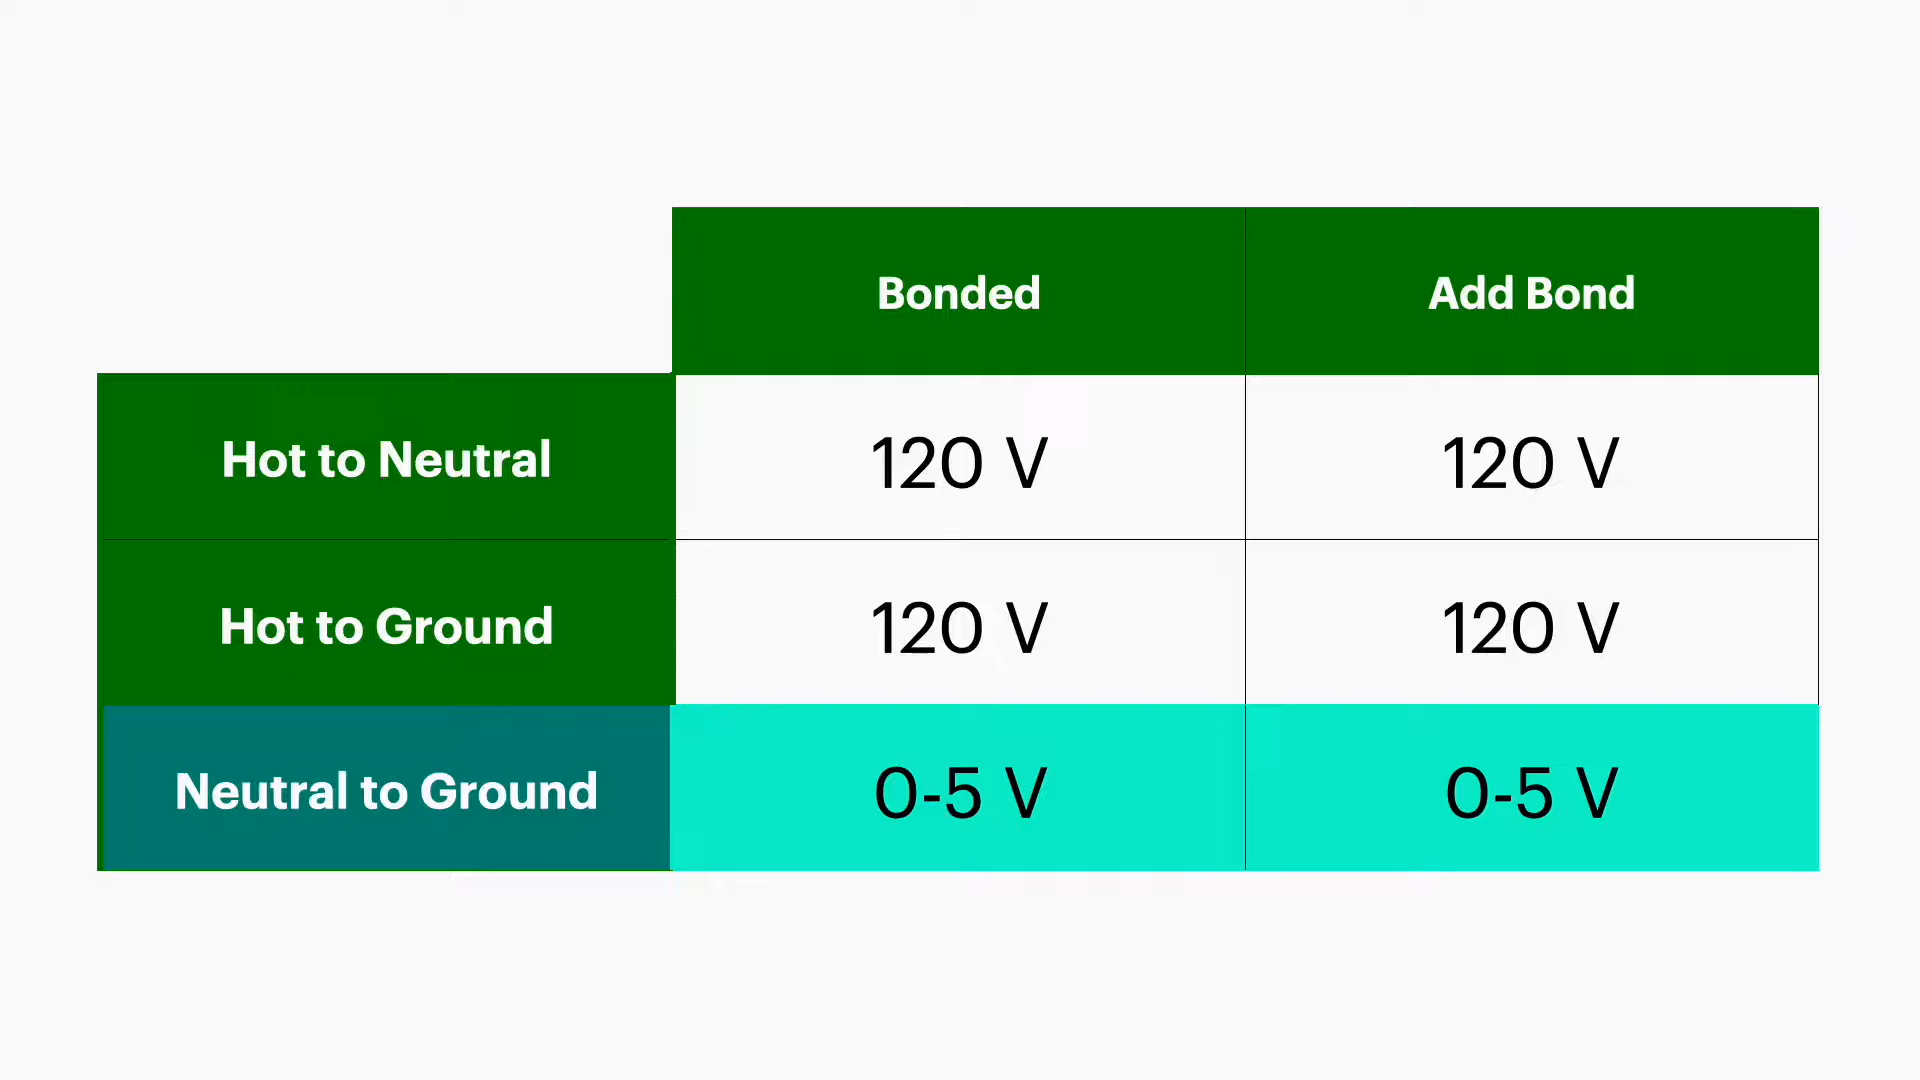 Bonded Add Bond
Hot to Neutral 120 V 120 V
Hot to Ground 120 V 120 V
Neutral to Ground 0-5 V 0-5 V